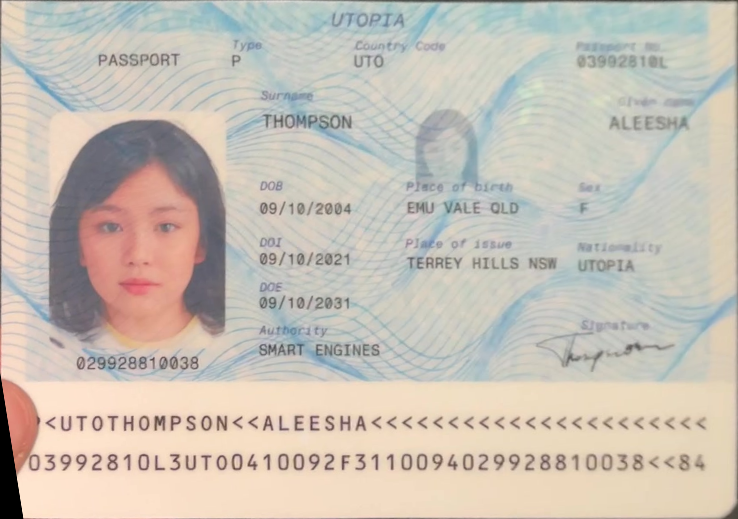 UTOPIA
Type Country Code Passport No.
PASSPORT P UTO 03992810L
Surname Given name
THOMPSON ALEESHA
DOB Place of birth Sex
09/10/2004 EMU VALE QLD F
DOI Place of issue Nationality
09/10/2021 TERREY HILLS NSW UTOPIA
DOE
09/10/2031
Authority Signature
SMART ENGINES Thompson
029928810038
<UTOTHOMPSON<<ALEESHA<<<<<<<<<<<<<<<<<<<<<<
03992810L3UTO0410092F3110094029928810038<<84